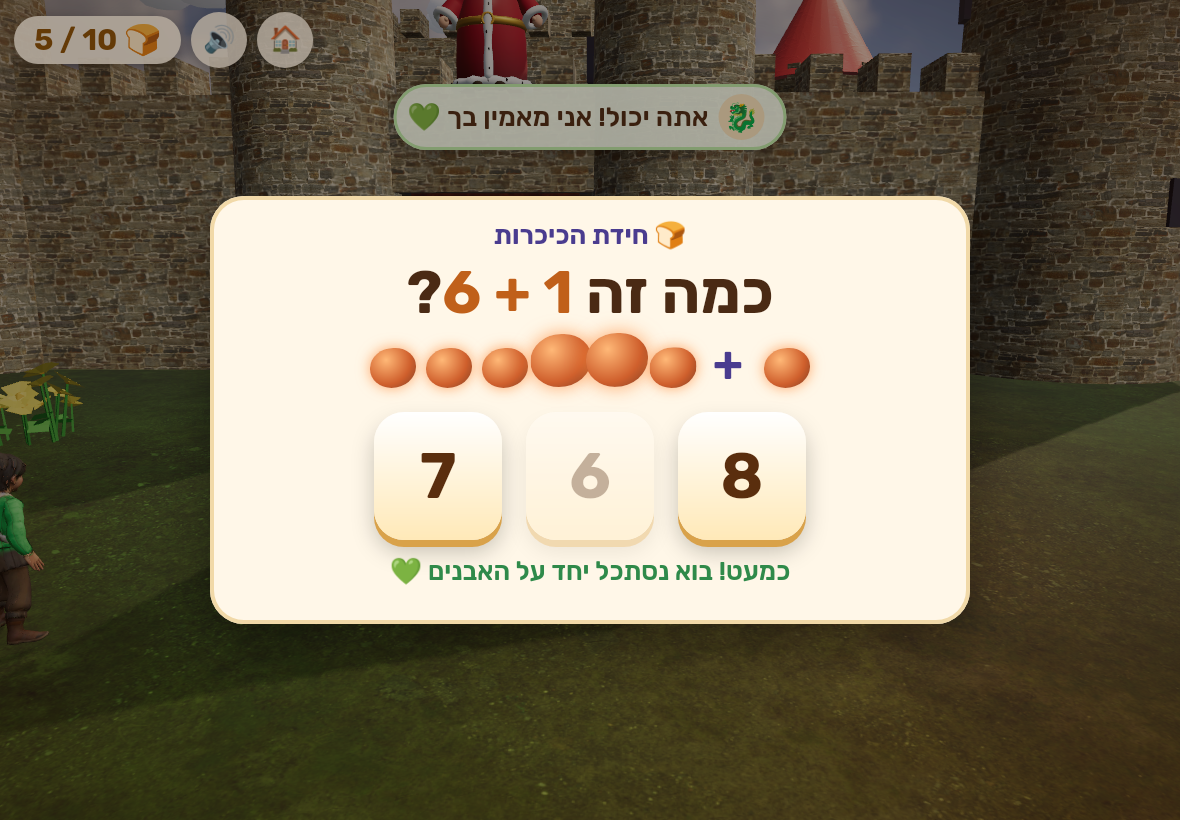 5 / 10 🍞
אתה יכול! אני מאמין בך 💚
🍞 חידת הכיכרות
כמה זה 1 + 6?
+
7 6 8
כמעט! בוא נסתכל יחד על האבנים 💚